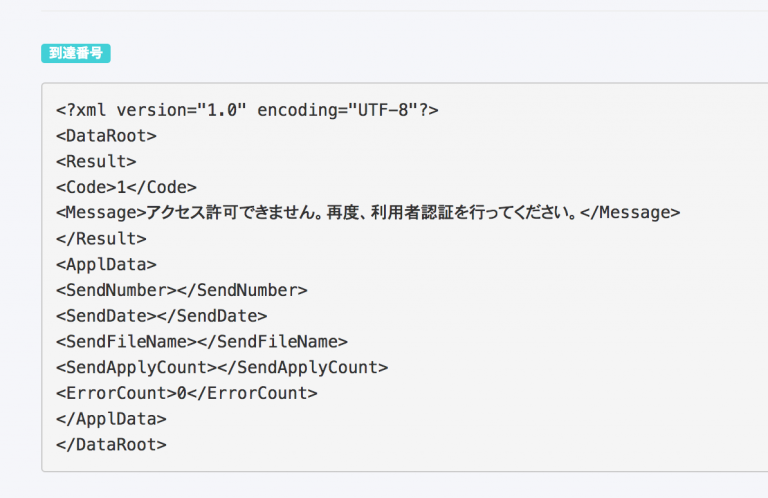 到達番号
<?xml version="1.0" encoding="UTF-8"?>
<DataRoot>
<Result>
<Code>1</Code>
<Message>アクセス許可できません。再度、利用者認証を行ってください。</Message>
</Result>
<ApplData>
<SendNumber></SendNumber>
<SendDate></SendDate>
<SendFileName></SendFileName>
<SendApplyCount></SendApplyCount>
<ErrorCount>0</ErrorCount>
</ApplData>
</DataRoot>